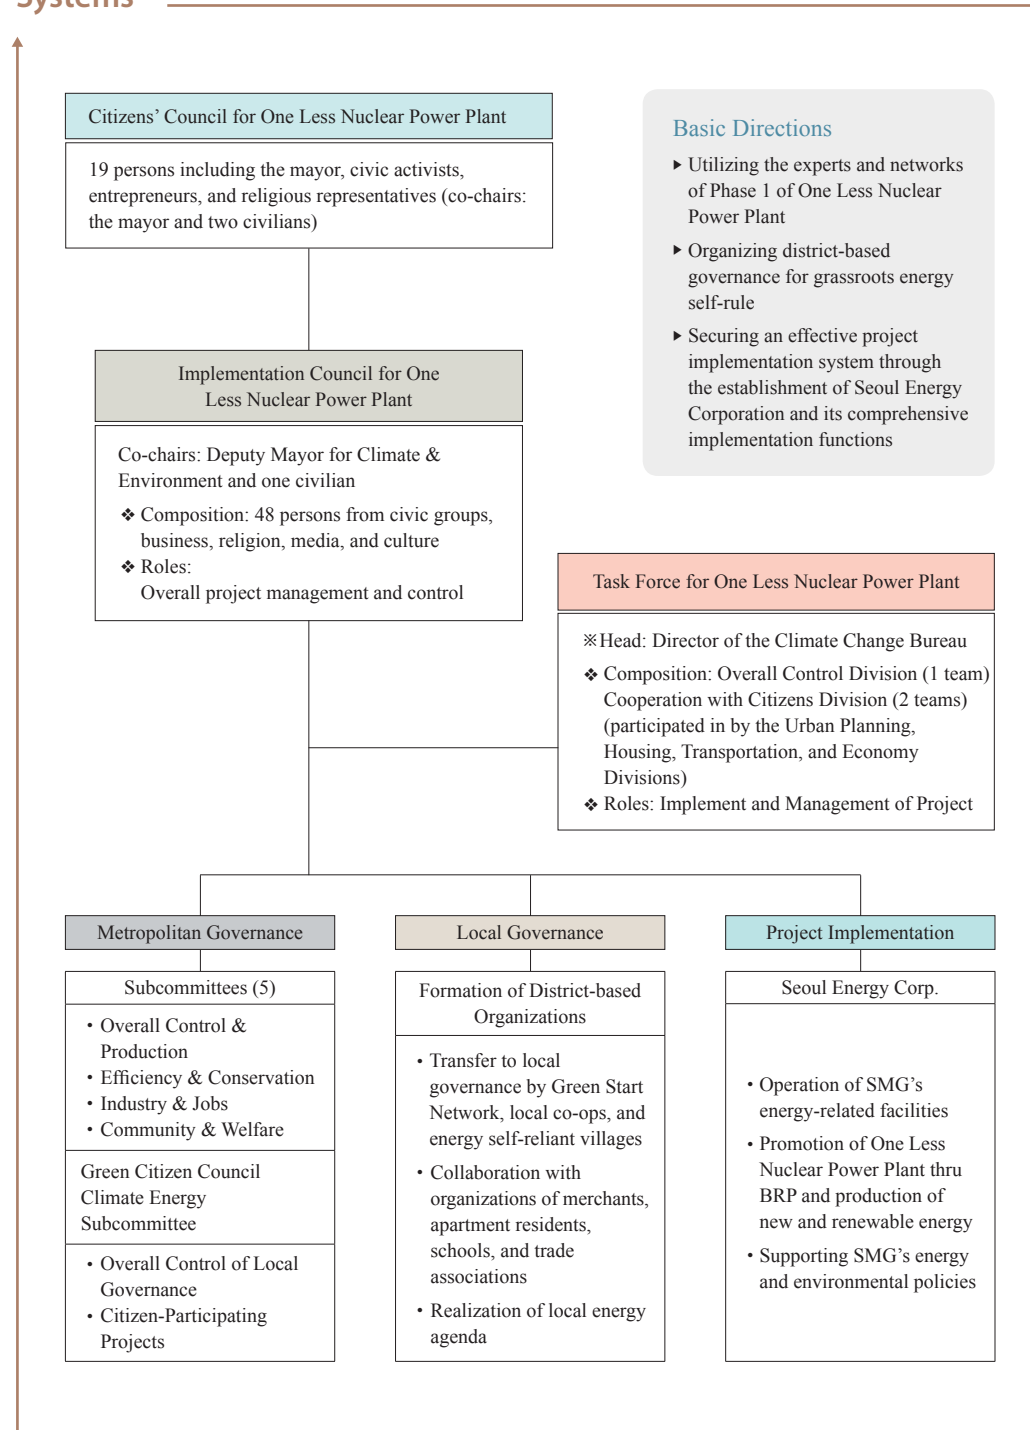 Systems
Citizens’ Council for One Less Nuclear Power Plant
19 persons including the mayor, civic activists,
entrepreneurs, and religious representatives (co-chairs:
the mayor and two civilians)
Basic Directions
▶ Utilizing the experts and networks
of Phase 1 of One Less Nuclear
Power Plant
▶ Organizing district-based
governance for grassroots energy
self-rule
▶ Securing an effective project
implementation system through
the establishment of Seoul Energy
Corporation and its comprehensive
implementation functions
Implementation Council for One
Less Nuclear Power Plant
Co-chairs: Deputy Mayor for Climate &
Environment and one civilian
❖ Composition: 48 persons from civic groups,
business, religion, media, and culture
❖ Roles:
Overall project management and control
Task Force for One Less Nuclear Power Plant
※Head: Director of the Climate Change Bureau
❖ Composition: Overall Control Division (1 team)
Cooperation with Citizens Division (2 teams)
(participated in by the Urban Planning,
Housing, Transportation, and Economy
Divisions)
❖ Roles: Implement and Management of Project
Metropolitan Governance
Subcommittees (5)
• Overall Control &
Production
• Efficiency & Conservation
• Industry & Jobs
• Community & Welfare
Green Citizen Council
Climate Energy
Subcommittee
• Overall Control of Local
Governance
• Citizen-Participating
Projects
Local Governance
Formation of District-based
Organizations
• Transfer to local
governance by Green Start
Network, local co-ops, and
energy self-reliant villages
• Collaboration with
organizations of merchants,
apartment residents,
schools, and trade
associations
• Realization of local energy
agenda
Project Implementation
Seoul Energy Corp.
• Operation of SMG’s
energy-related facilities
• Promotion of One Less
Nuclear Power Plant thru
BRP and production of
new and renewable energy
• Supporting SMG’s energy
and environmental policies